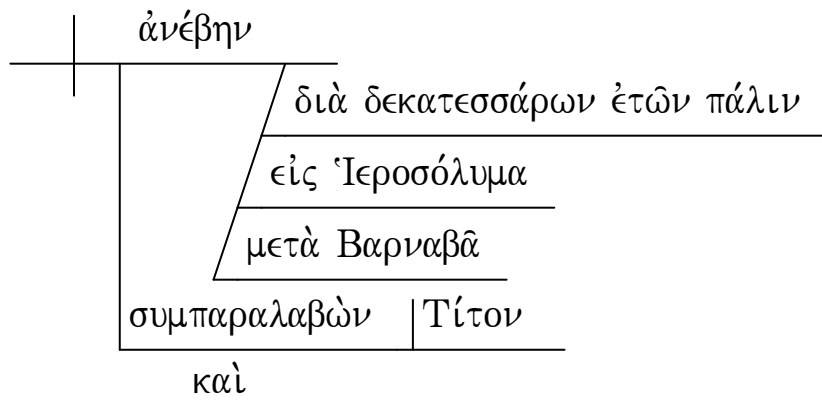 ἀνέβην
διὰ δεκατεσσάρων ἐτῶν πάλιν
εἰς Ἱεροσόλυμα
μετὰ Βαρναβᾶ
συμπαραλαβὼν Τίτον
καὶ